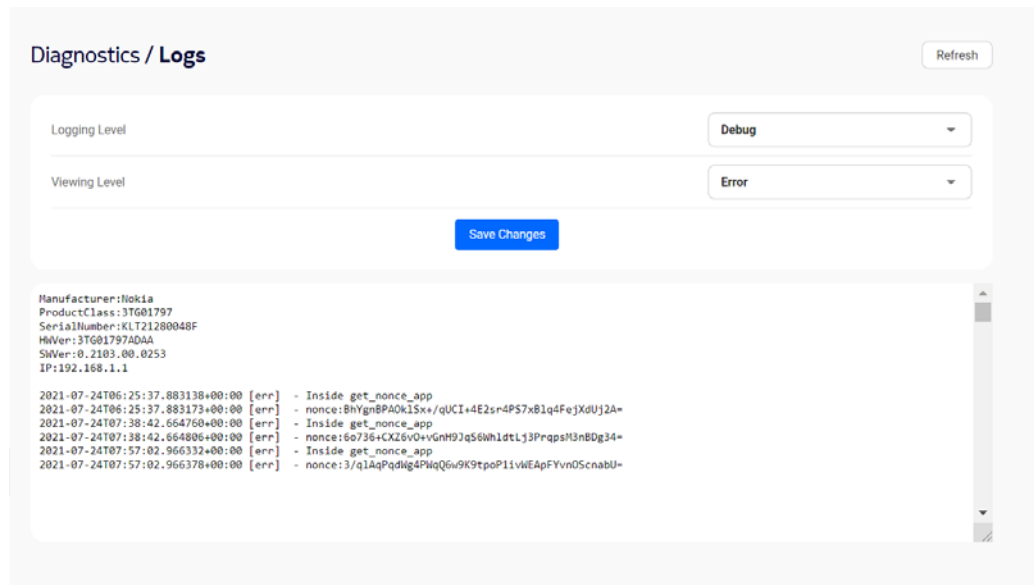 Diagnostics / Logs
Refresh
Logging Level
Debug
Viewing Level
Error
Save Changes
Manufacturer:Nokia
ProductClass:3TG01797
SerialNumber:KLT21280048F
HWVer:3TG01797ADAA
SWVer:0.2103.00.0253
IP:192.168.1.1
2021-07-24T06:25:37.883138+00:00 [err] - Inside get_nonce_app
2021-07-24T06:25:37.883173+00:00 [err] - nonce:BhYgnBPAOklSx+/qUCI+4E2sr4PS7xBlq4FejXdUj2A=
2021-07-24T07:38:42.664760+00:00 [err] - Inside get_nonce_app
2021-07-24T07:38:42.664806+00:00 [err] - nonce:6o736+CXZ6vO+vGnH9JqS6WhldtLj3PrqpsM3nBDg34=
2021-07-24T07:57:02.966332+00:00 [err] - Inside get_nonce_app
2021-07-24T07:57:02.966378+00:00 [err] - nonce:3/qlAqPqdWg4PWqQ6w9K9tpoPlivWEApFYvnOScnabU=